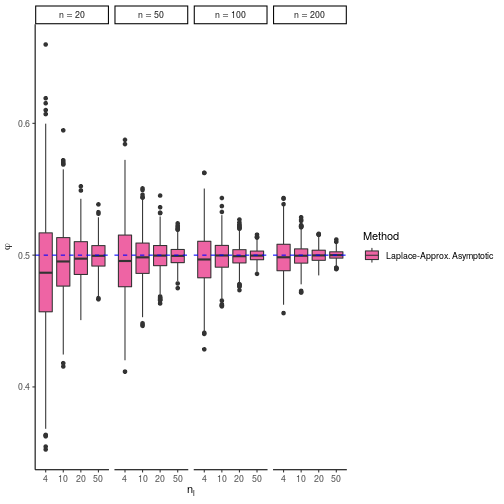 n = 20 n = 50 n = 100 n = 200
0.6
0.5
0.4
φ
4 10 20 50 4 10 20 50 4 10 20 50 4 10 20 50
nj
Method
Laplace-Approx. Asymptotic